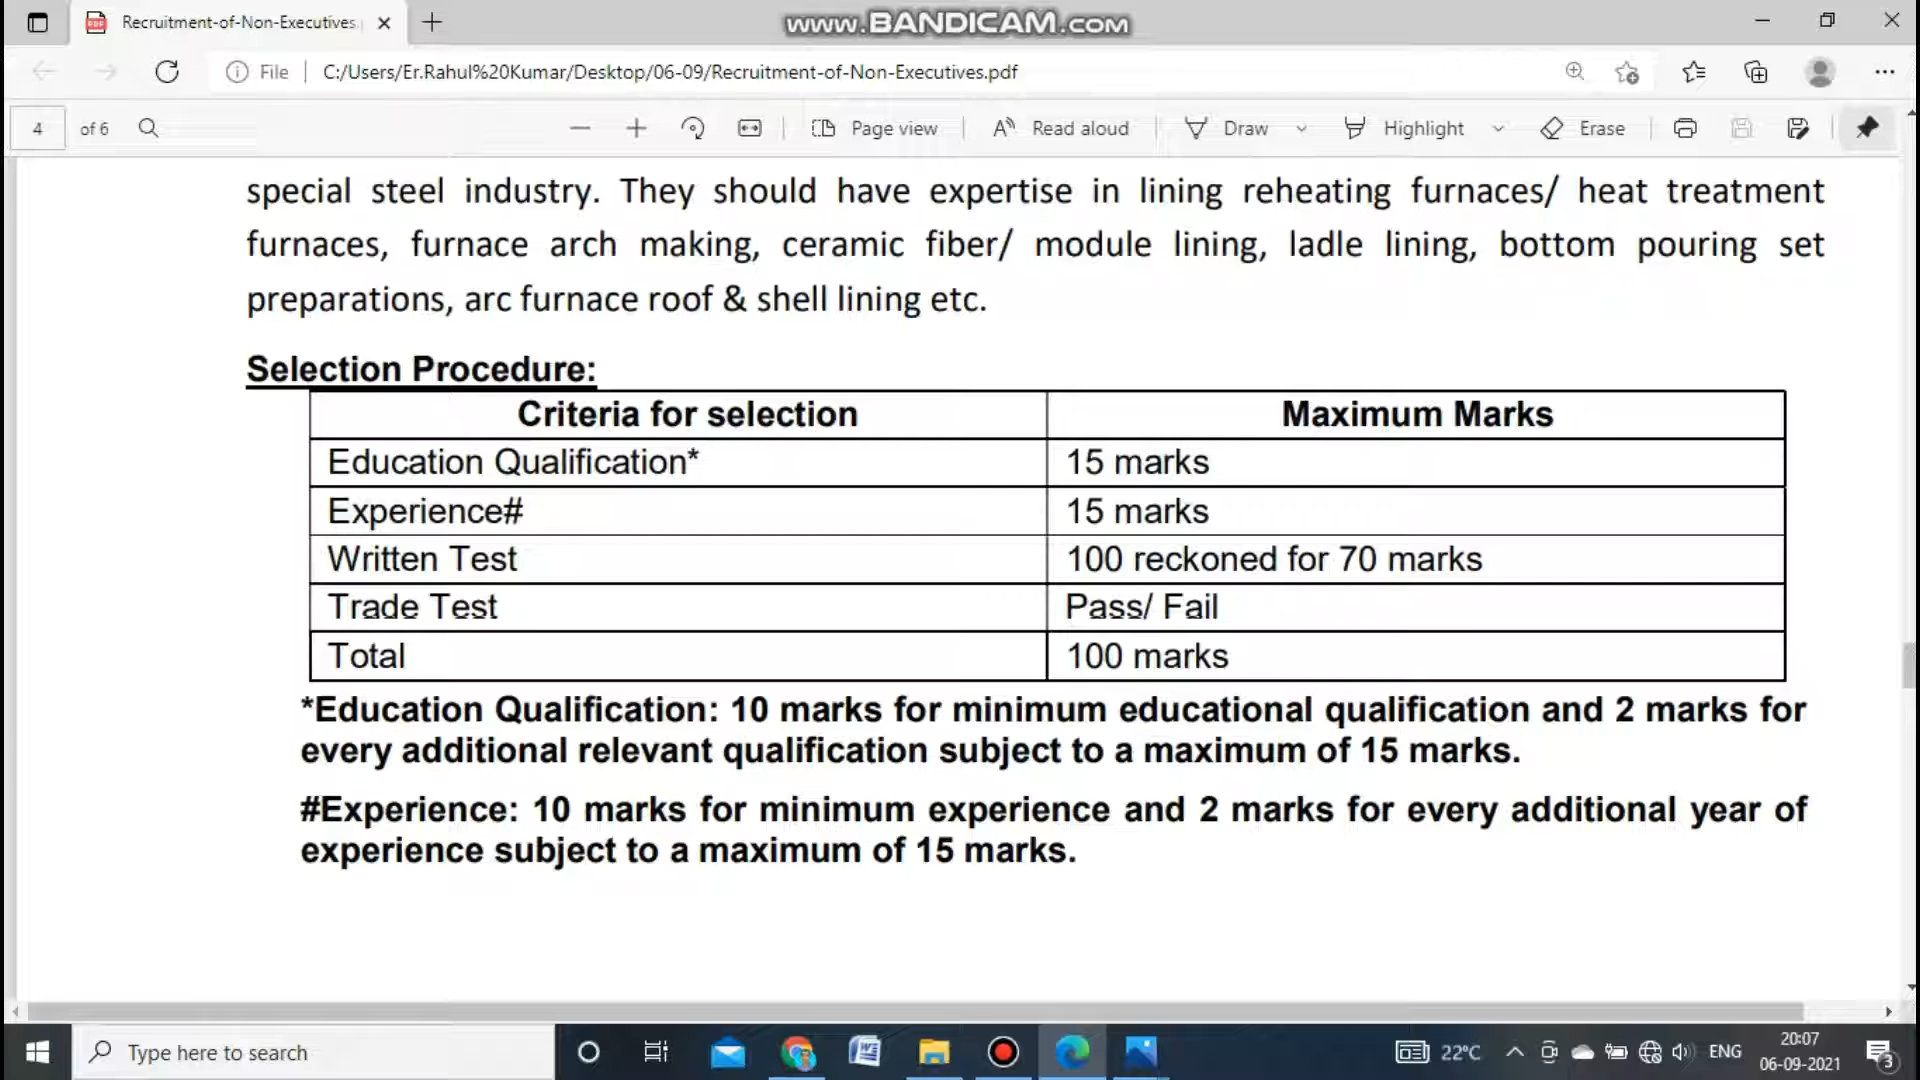 Recruitment-of-Non-Executives
www.BANDICAM.com
File
C:/Users/Er.Rahul%20Kumar/Desktop/06-09/Recruitment-of-Non-Executives.pdf
4 of 6
Page view
Read aloud
Draw
Highlight
Erase
special steel industry. They should have expertise in lining reheating furnaces/ heat treatment
furnaces, furnace arch making, ceramic fiber/ module lining, ladle lining, bottom pouring set
preparations, arc furnace roof & shell lining etc.
Selection Procedure:
Criteria for selection Maximum Marks
Education Qualification* 15 marks
Experience# 15 marks
Written Test 100 reckoned for 70 marks
Trade Test Pass/ Fail
Total 100 marks
*Education Qualification: 10 marks for minimum educational qualification and 2 marks for
every additional relevant qualification subject to a maximum of 15 marks.
#Experience: 10 marks for minimum experience and 2 marks for every additional year of
experience subject to a maximum of 15 marks.
Type here to search
22°C
ENG
20:07
06-09-2021
3